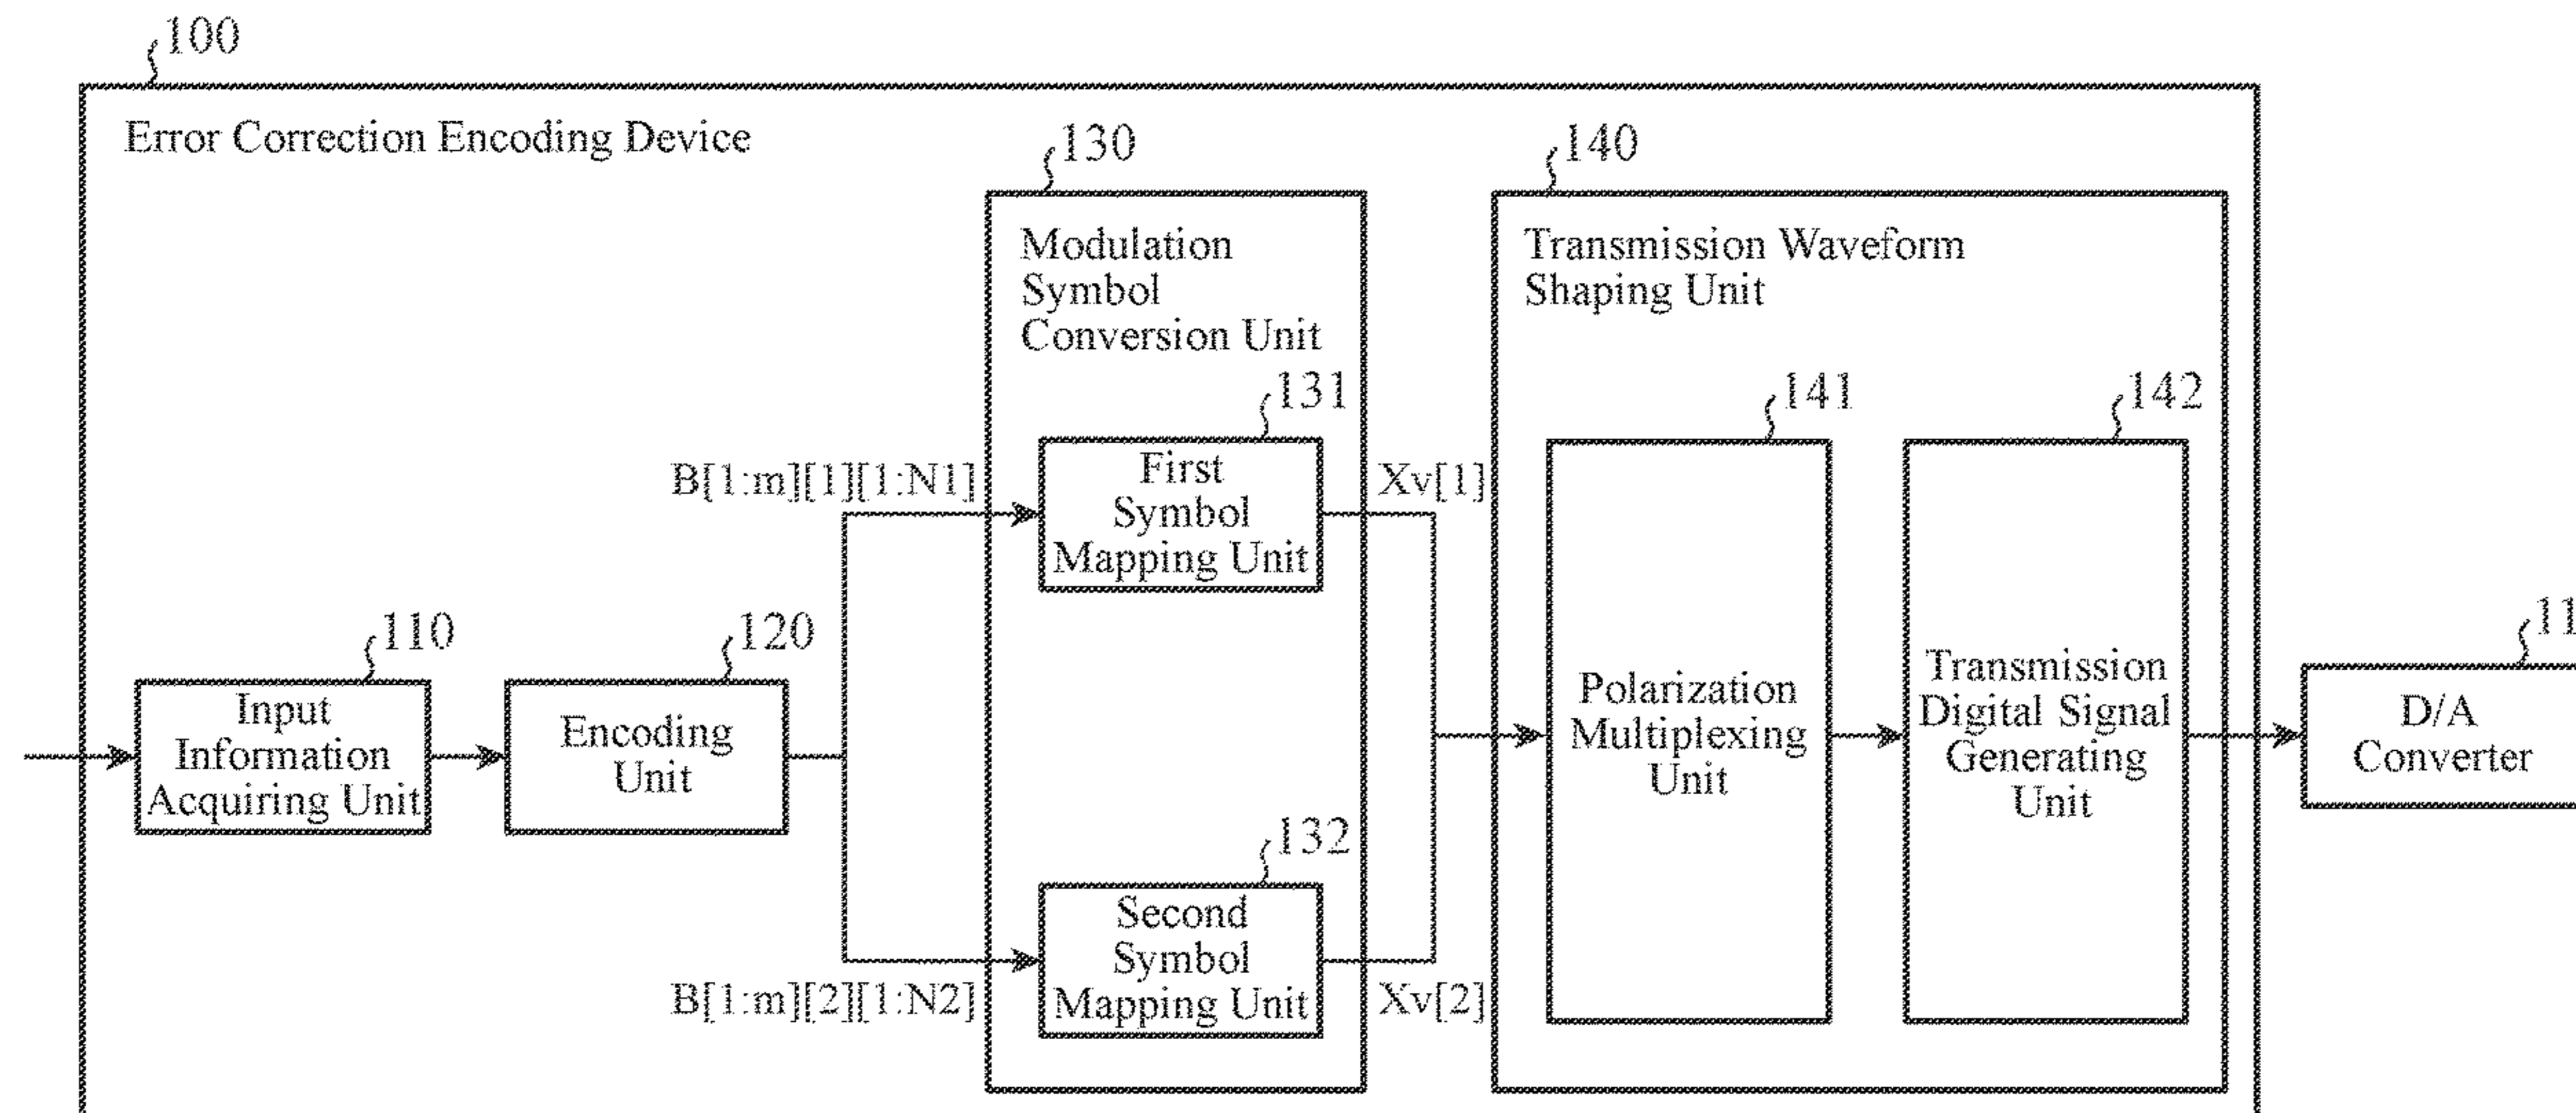 100
Error Correction Encoding Device
130
140
Modulation
Symbol
Conversion Unit
Transmission Waveform
Shaping Unit
131
141
142
B[1:m][1][1:N1]
First
Symbol
Mapping Unit
Xv[1]
110
120
11
Input
Information
Acquiring Unit
Encoding
Unit
Polarization
Multiplexing
Unit
Transmission
Digital Signal
Generating
Unit
D/A
Converter
132
B[1:m][2][1:N2]
Second
Symbol
Mapping Unit
Xv[2]